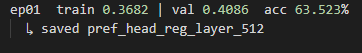 ep01  train 0.3682 | val 0.4086  acc 63.523%
↳ saved pref_head_reg_layer_512